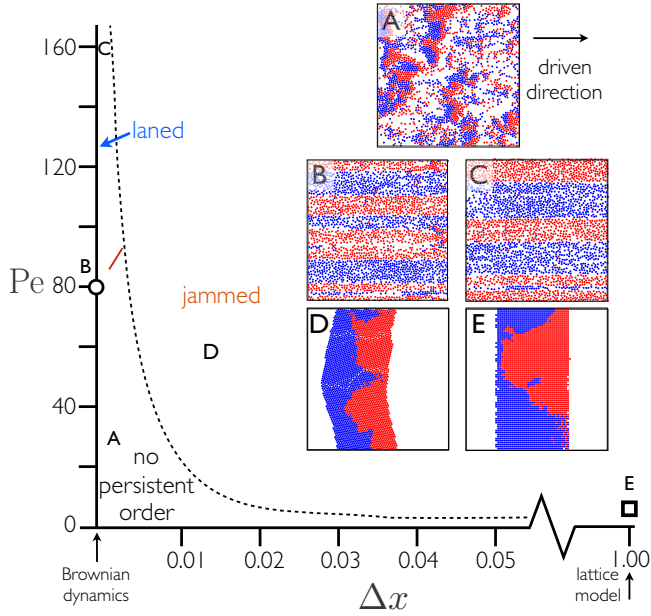 160
120
80
40
0
Pe
C
laned
B
jammed
D
A
no
persistent
order
E
0.01
0.02
0.03
0.04
0.05
1.00
Brownian
dynamics
Δx
lattice
model
A
driven
direction
B
C
D
E